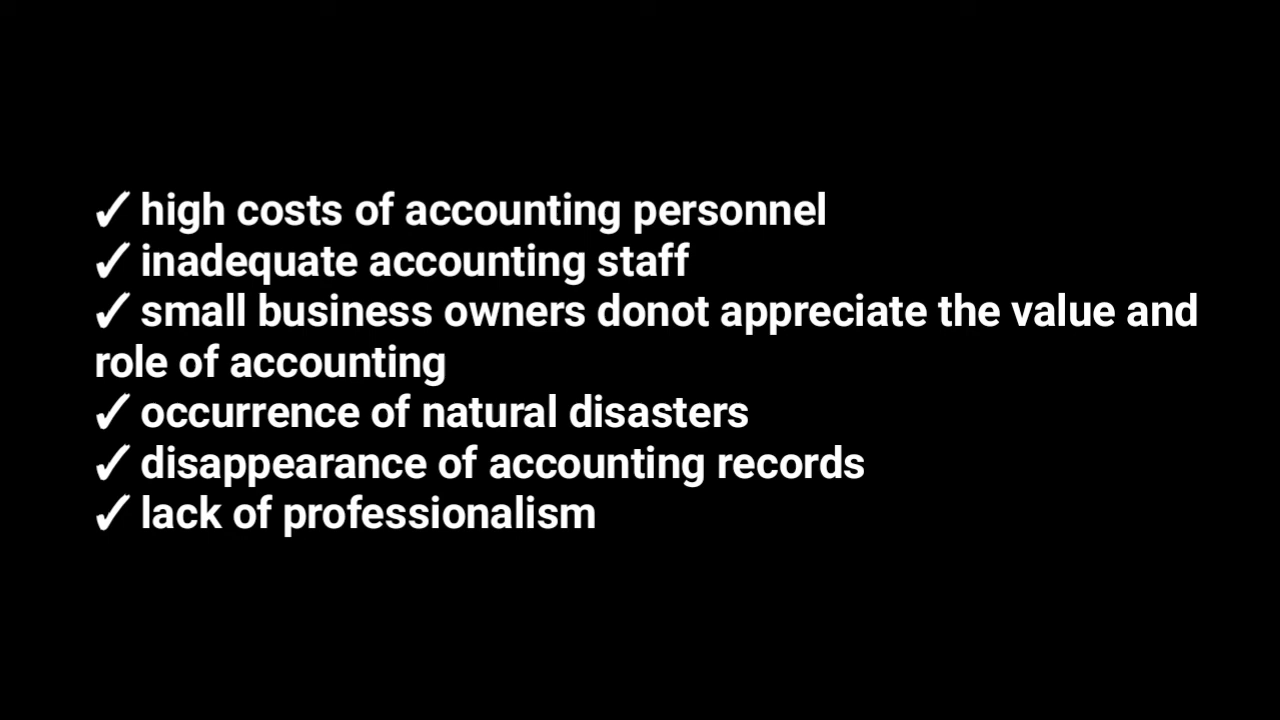 ✓ high costs of accounting personnel
✓ inadequate accounting staff
✓ small business owners donot appreciate the value and
role of accounting
✓ occurrence of natural disasters
✓ disappearance of accounting records
✓ lack of professionalism